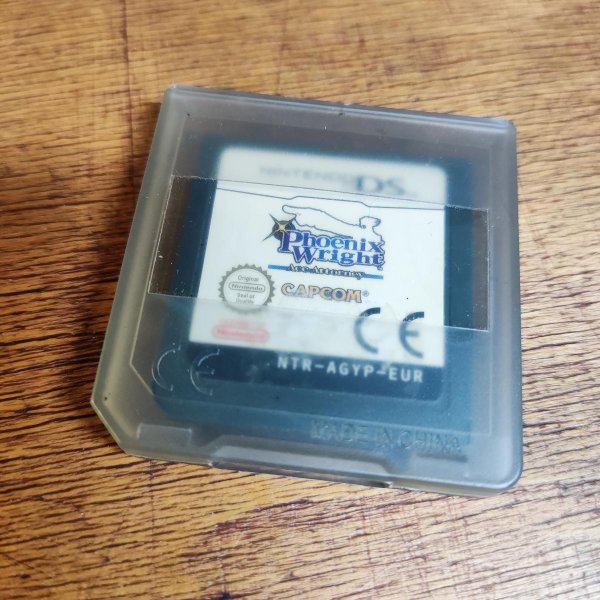 NINTENDO DS
Phoenix
Wright
Ace Attorney
Original
Nintendo
Seal of
Quality
CAPCOM®
Nintendo
CE
NTR-AGYP-EUR
CE
MADE IN CHINA